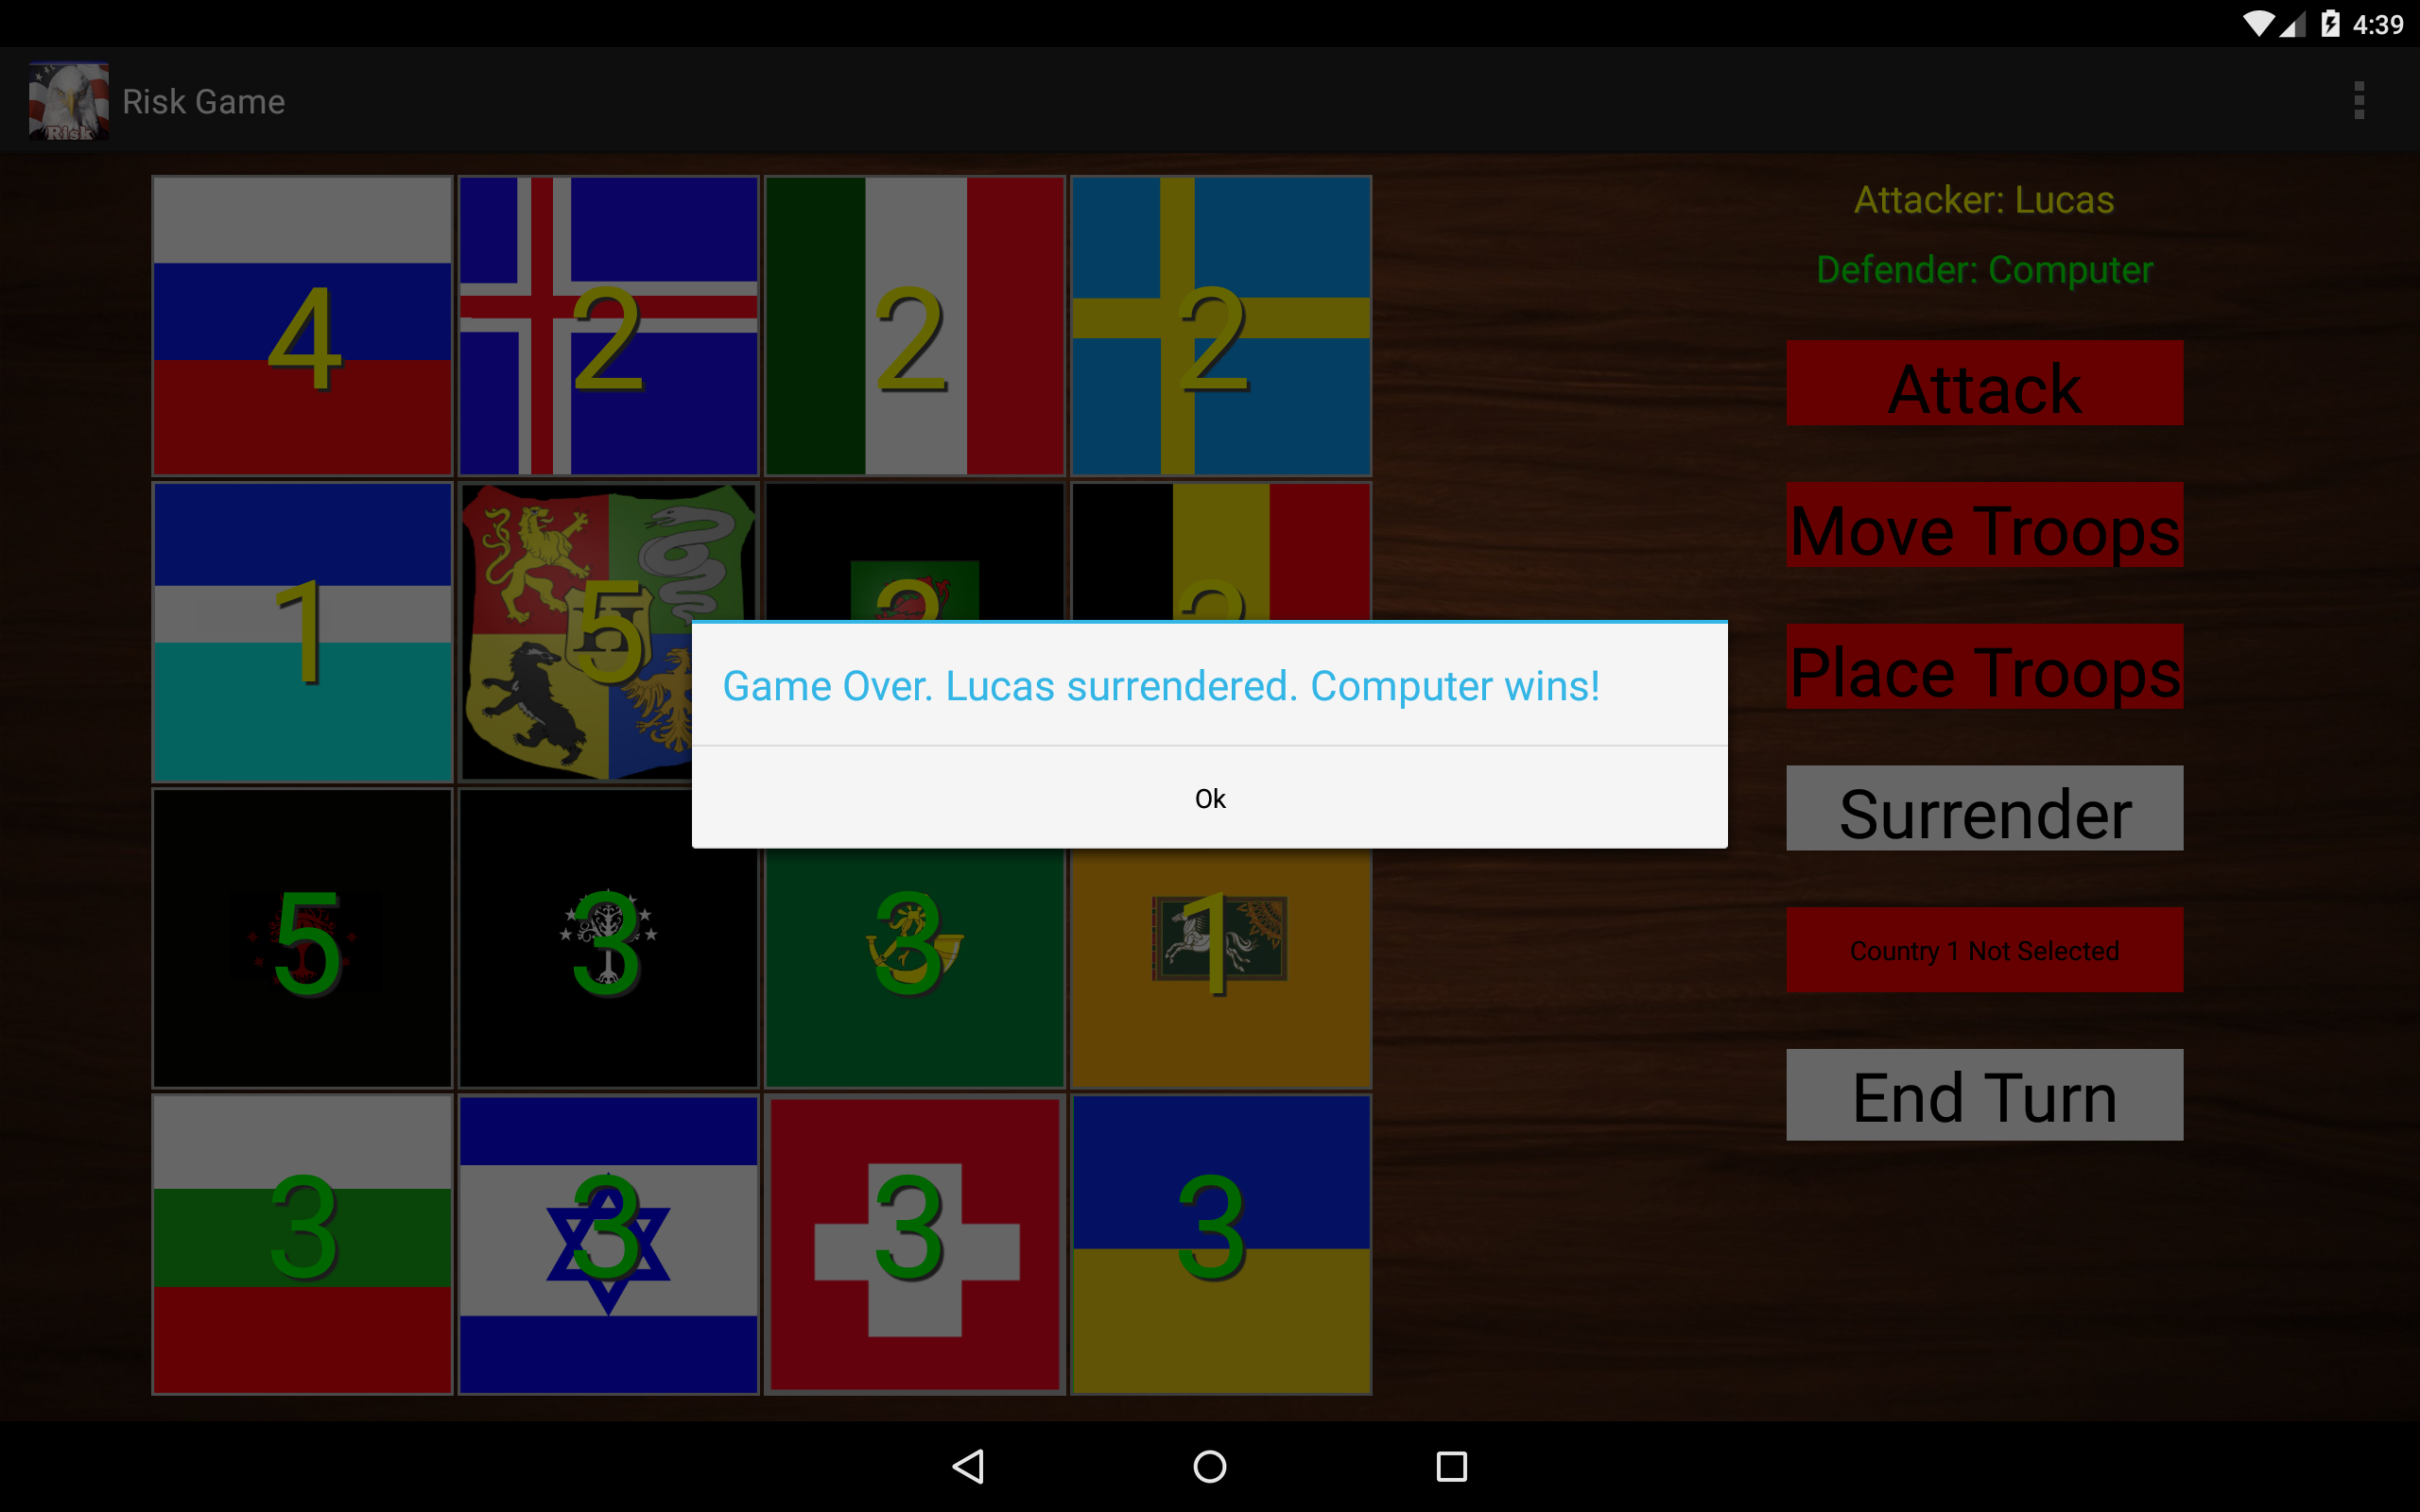 4:39
Risk
Risk Game
Attacker: Lucas
Defender: Computer
4 2 2 2
Attack
Move Troops
1 5
Place Troops
Game Over. Lucas surrendered. Computer wins!
Ok
Surrender
5 3 3 1
Country 1 Not Selected
End Turn
3 3 3 3